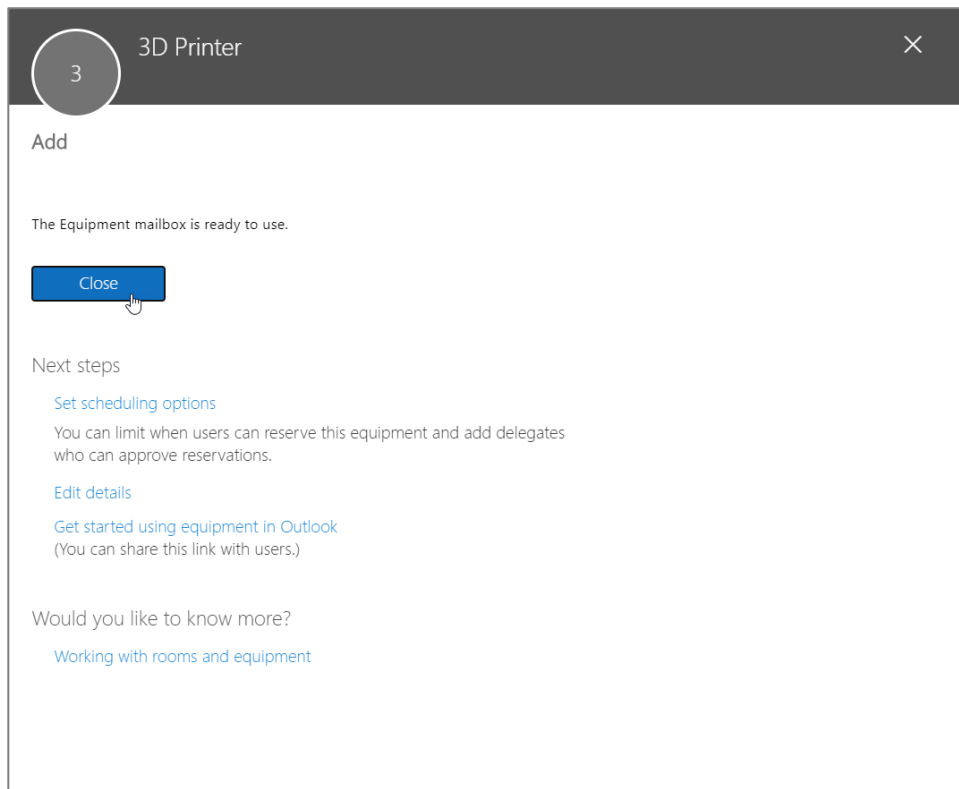 3
3D Printer
Add
The Equipment mailbox is ready to use.
Close
Next steps
Set scheduling options
You can limit when users can reserve this equipment and add delegates
who can approve reservations.
Edit details
Get started using equipment in Outlook
(You can share this link with users.)
Would you like to know more?
Working with rooms and equipment